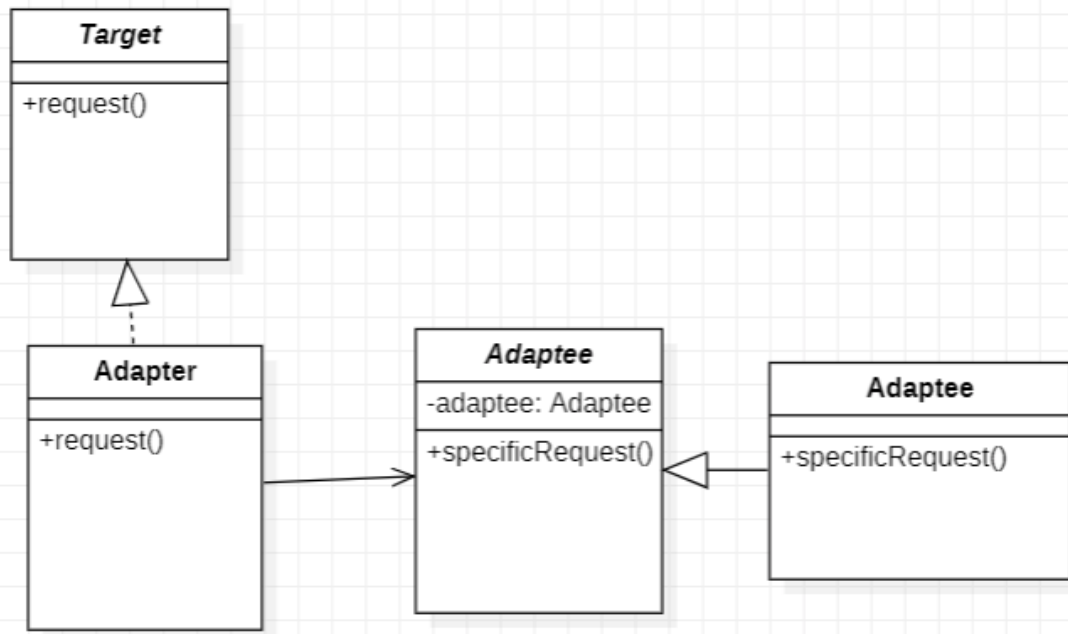 Target
+request()
Adapter
+request()
Adaptee
-adaptee: Adaptee
+specificRequest()
Adaptee
+specificRequest()